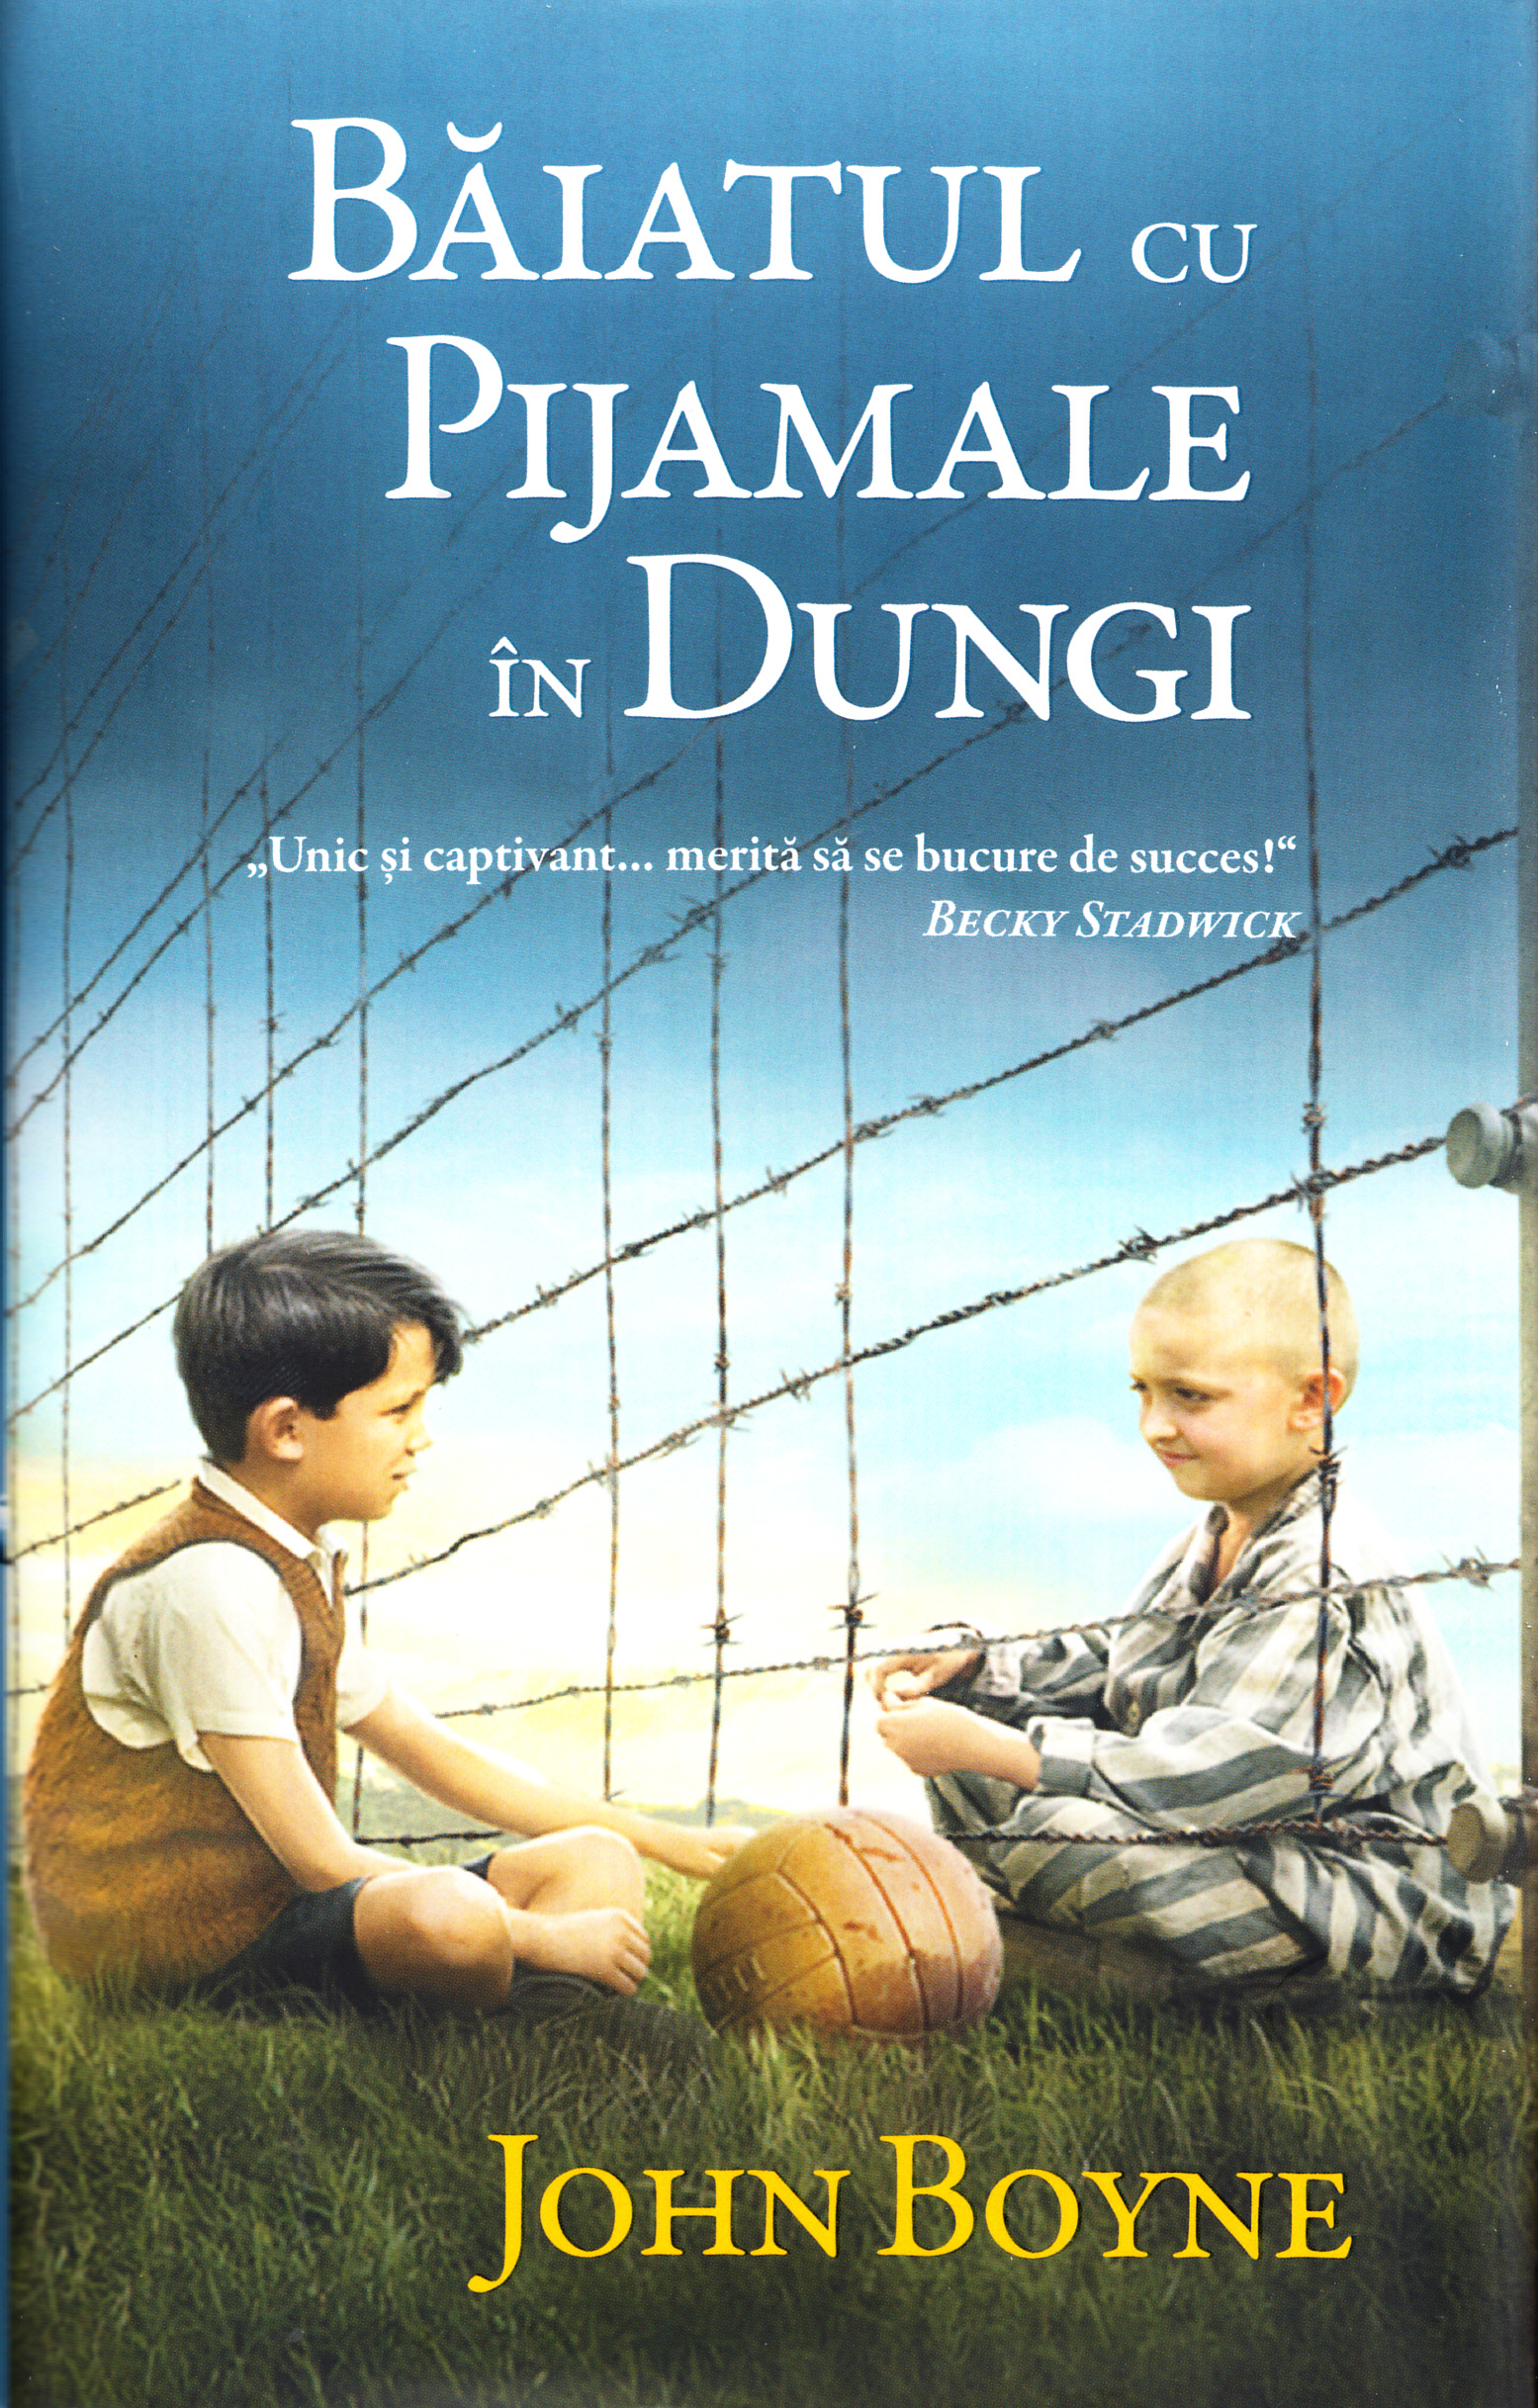 BĂIATUL CU
PIJAMALE
ÎN DUNGI
„Unic și captivant... merită să se bucure de succes!“
BECKY STADWICK
JOHN BOYNE